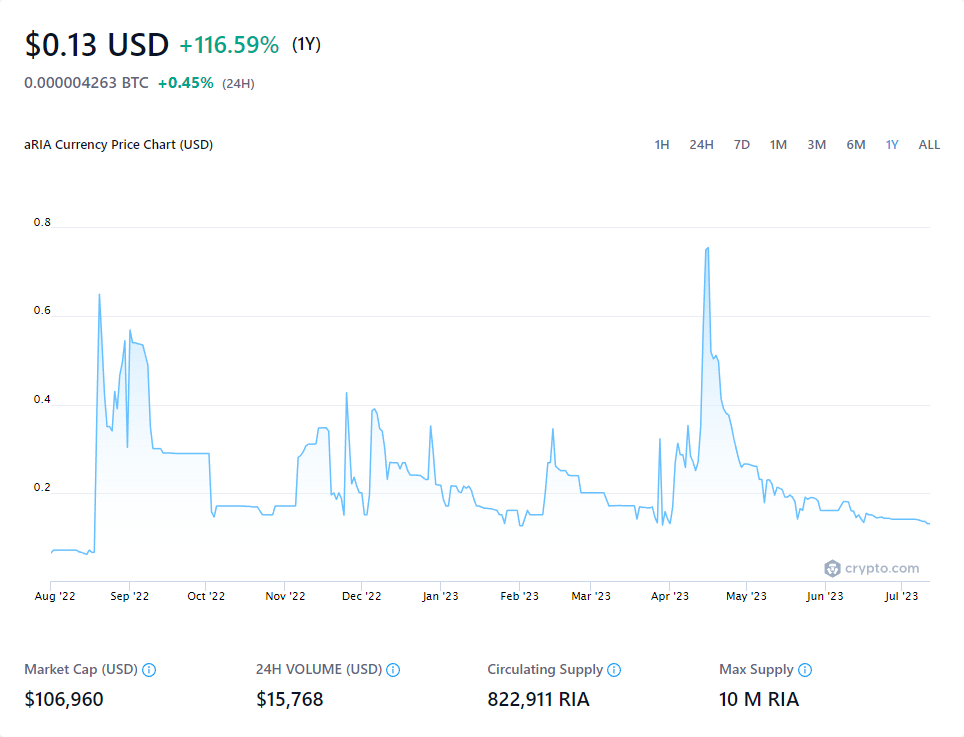 $0.13 USD +116.59% (1Y)
0.000004263 BTC +0.45% (24H)
aRIA Currency Price Chart (USD) 1H 24H 7D 1M 3M 6M 1Y ALL
0.8
0.6
0.4
0.2
crypto.com
Aug '22 Sep '22 Oct '22 Nov '22 Dec '22 Jan '23 Feb '23 Mar '23 Apr '23 May '23 Jun '23 Jul '23
Market Cap (USD) 24H VOLUME (USD) Circulating Supply Max Supply
$106,960 $15,768 822,911 RIA 10 M RIA